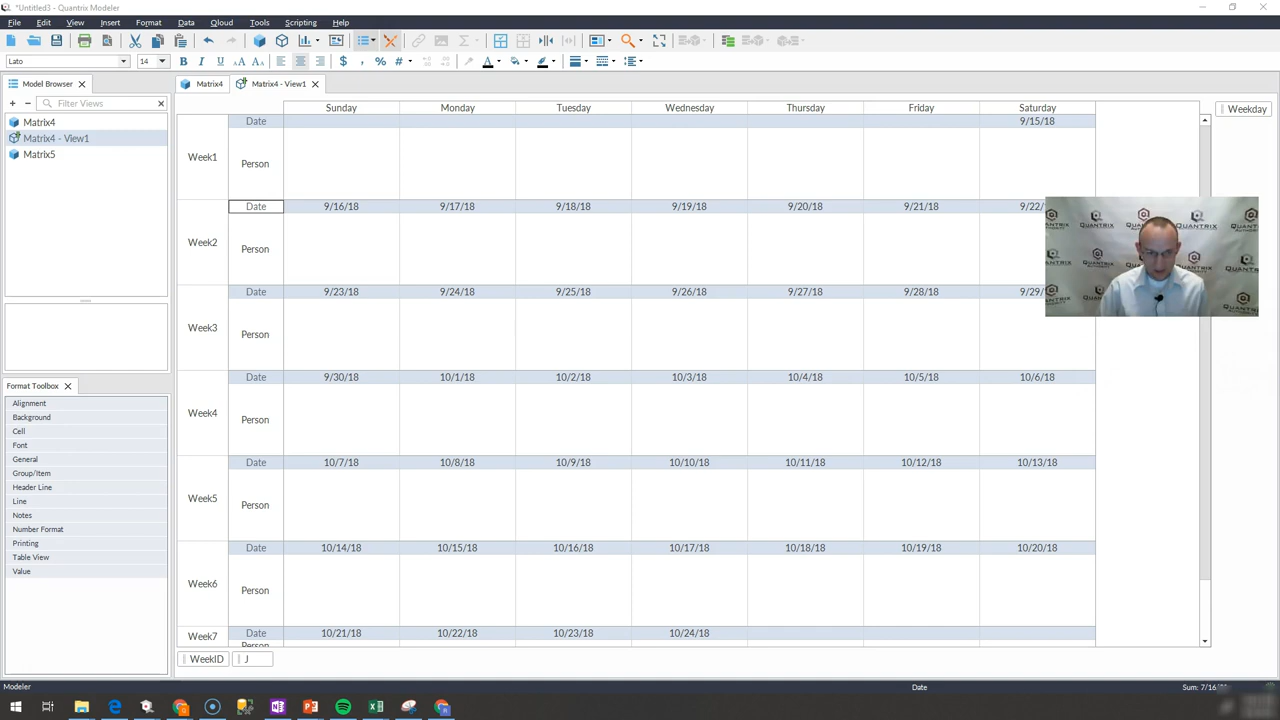 *Untitled3 - Quantrix Modeler
File Edit View Insert Format Data Qloud Tools Scripting Help
Lato 14 B I U $ , % #
Model Browser
Filter Views
Matrix4
Matrix4 - View1
Matrix5
Format Toolbox
Alignment
Background
Cell
Font
General
Group/Item
Header Line
Line
Notes
Number Format
Printing
Table View
Value
Matrix4 Matrix4 - View1
Sunday Monday Tuesday Wednesday Thursday Friday Saturday
Weekday
Week1
Date 9/15/18
Person
Week2
Date 9/16/18 9/17/18 9/18/18 9/19/18 9/20/18 9/21/18 9/22/
Person
Week3
Date 9/23/18 9/24/18 9/25/18 9/26/18 9/27/18 9/28/18 9/29/
Person
Week4
Date 9/30/18 10/1/18 10/2/18 10/3/18 10/4/18 10/5/18 10/6/18
Person
Week5
Date 10/7/18 10/8/18 10/9/18 10/10/18 10/11/18 10/12/18 10/13/18
Person
Week6
Date 10/14/18 10/15/18 10/16/18 10/17/18 10/18/18 10/19/18 10/20/18
Person
Week7
Date 10/21/18 10/22/18 10/23/18 10/24/18
Person
WeekID J
QUANTRIX
Modeler Date Sum: 7/16/